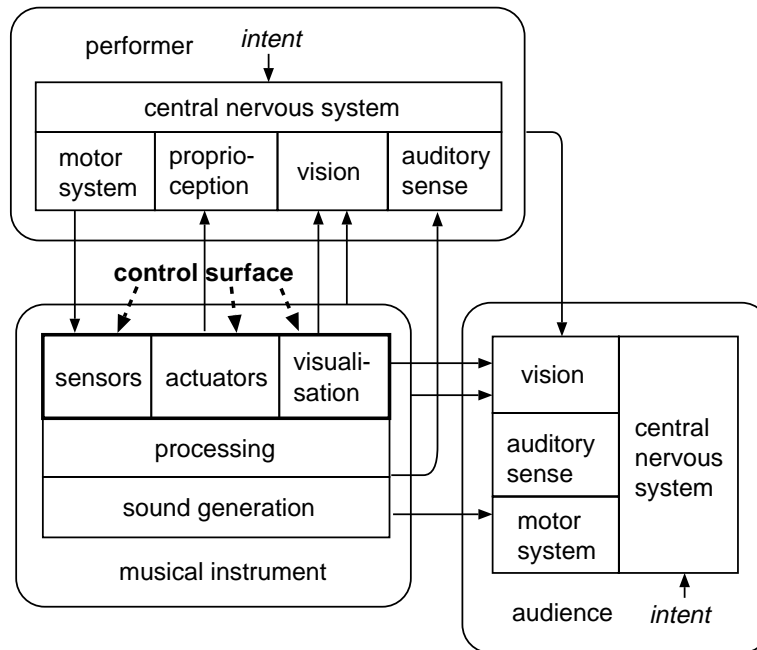 performer
intent
central nervous system
motor
system
proprio-
ception
vision
auditory
sense
control surface
sensors
actuators
visuali-
sation
processing
sound generation
musical instrument
vision
auditory
sense
motor
system
central
nervous
system
audience
intent